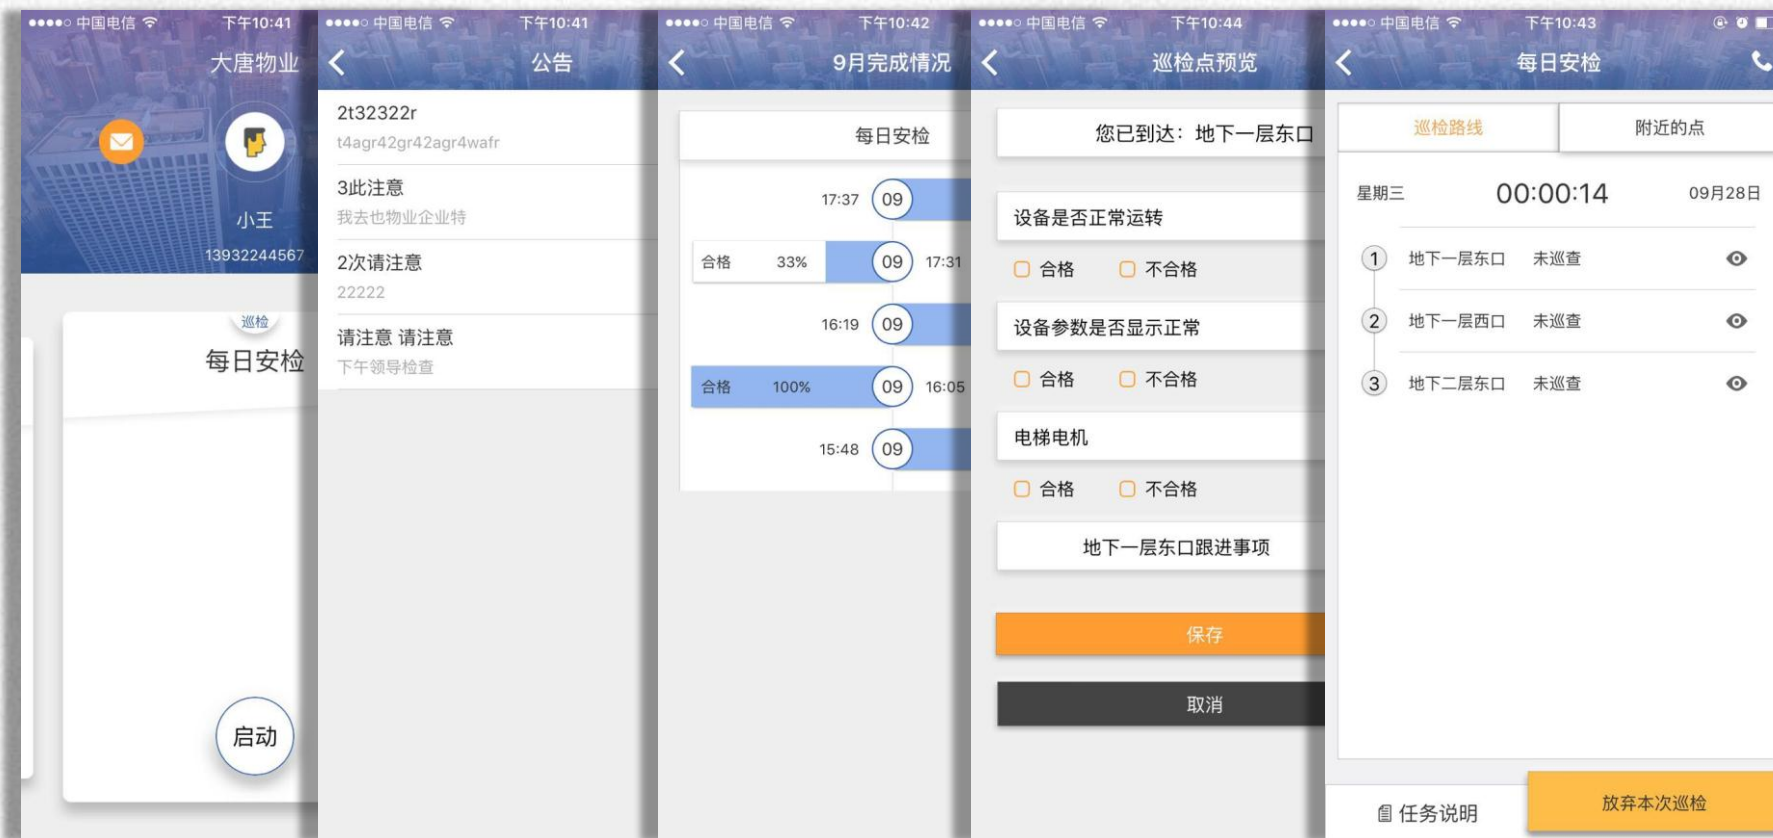 中国电信 下午10:41
大唐物业
小王
13932244567
巡检
每日安检
启动
中国电信 下午10:41
公告
2t32322r
t4agr42gr42agr4wafr
3此注意
我去也物业企业特
2次请注意
22222
请注意 请注意
下午领导检查
中国电信 下午10:42
9月完成情况
每日安检
17:37 09
合格 33% 09 17:31
16:19 09
合格 100% 09 16:05
15:48 09
中国电信 下午10:44
巡检点预览
您已到达：地下一层东口
设备是否正常运转
合格 不合格
设备参数是否显示正常
合格 不合格
电梯电机
合格 不合格
地下一层东口跟进事项
保存
取消
中国电信 下午10:43
每日安检
巡检路线 附近的点
星期三 00:00:14 09月28日
1 地下一层东口 未巡查
2 地下一层西口 未巡查
3 地下二层东口 未巡查
任务说明 放弃本次巡检